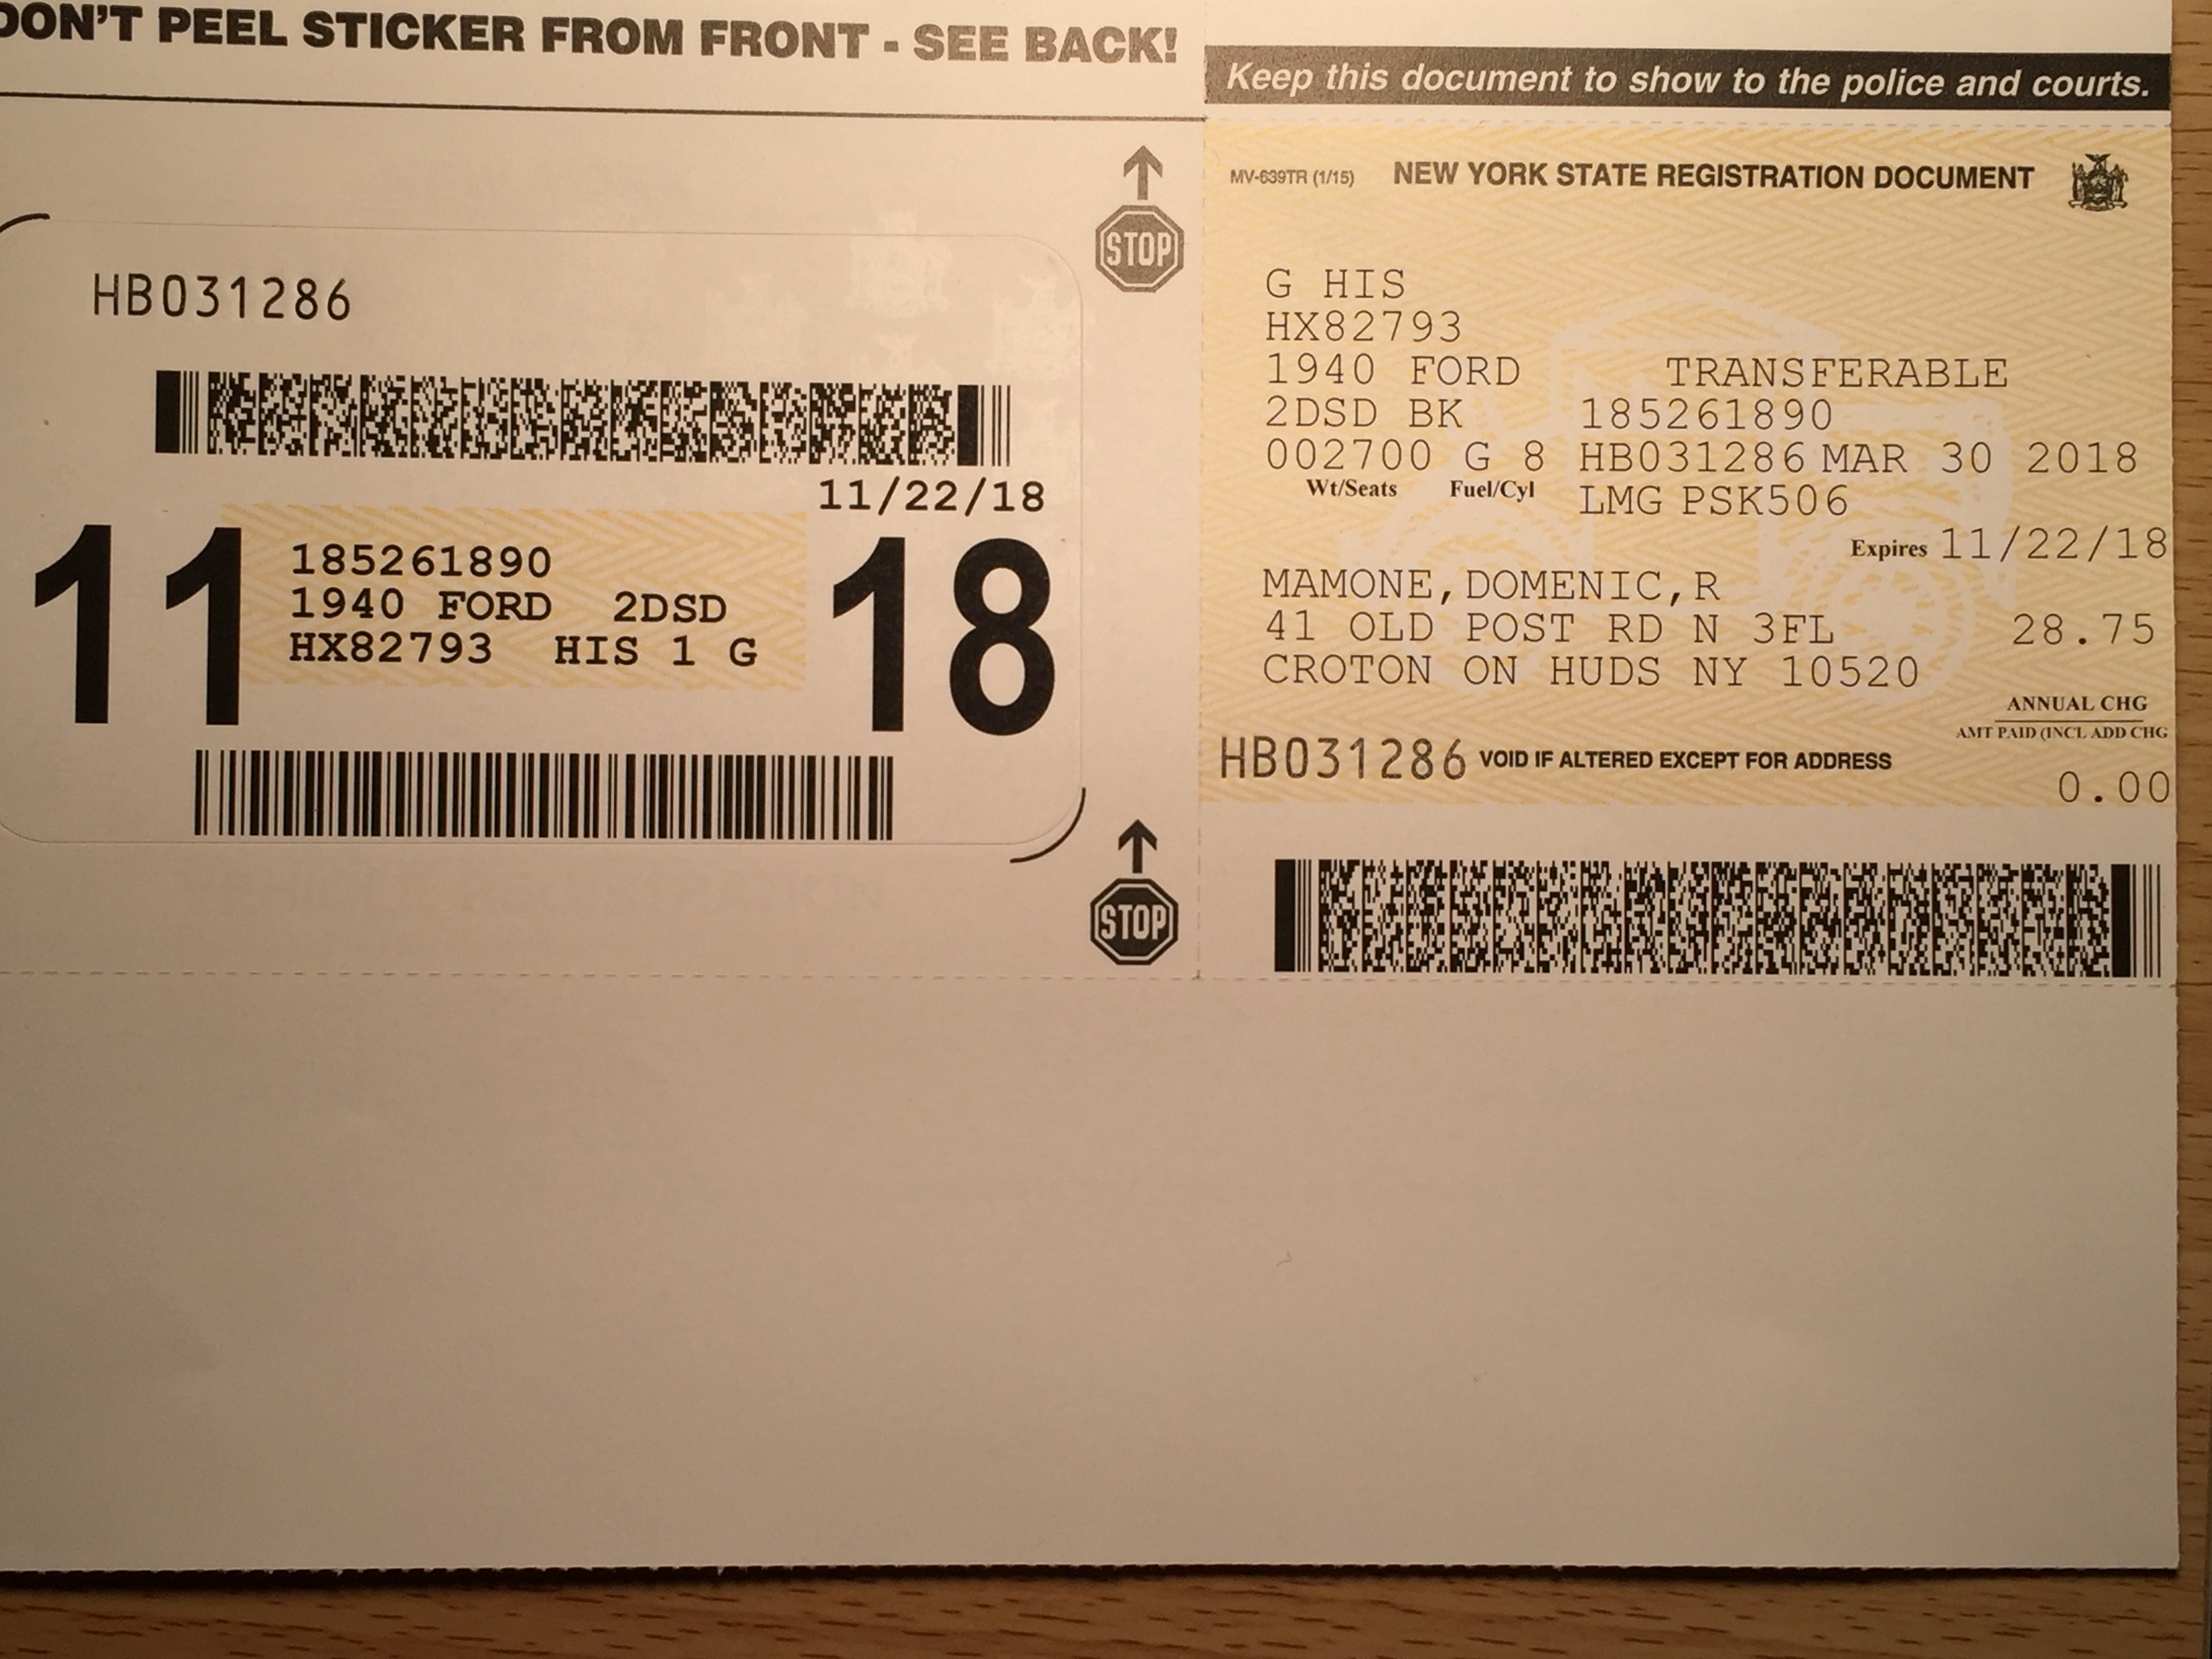 DON'T PEEL STICKER FROM FRONT - SEE BACK!
STOP
HB031286
11/22/18
11
18
185261890
1940 FORD 2DSD
HX82793 HIS 1 G
STOP
Keep this document to show to the police and courts.
MV-639TR (1/15) NEW YORK STATE REGISTRATION DOCUMENT
G HIS
HX82793
1940 FORD TRANSFERABLE
2DSD BK 185261890
002700 G 8 HB031286 MAR 30 2018
Wt/Seats Fuel/Cyl LMG PSK506
Expires 11/22/18
MAMONE,DOMENIC,R
41 OLD POST RD N 3FL 28.75
CROTON ON HUDS NY 10520
ANNUAL CHG
AMT PAID (INCL ADD CHG
HB031286 VOID IF ALTERED EXCEPT FOR ADDRESS
0.00